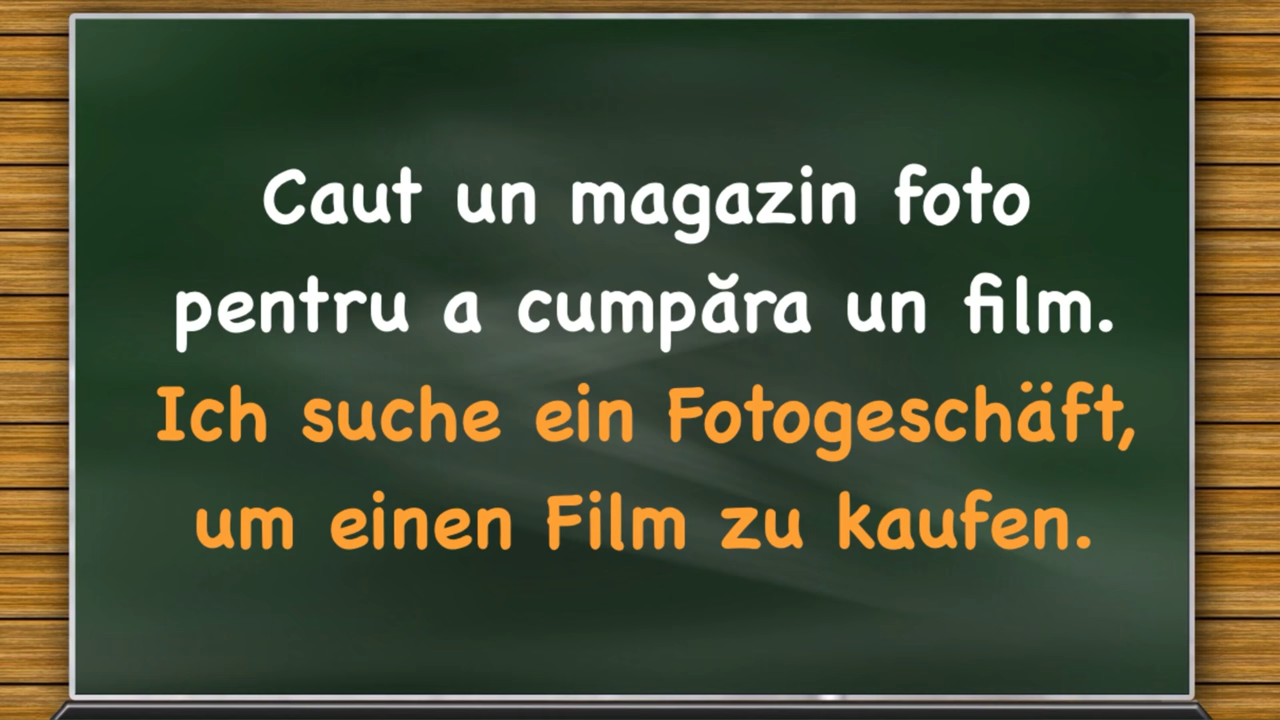 Caut un magazin foto
pentru a cumpăra un film.
Ich suche ein Fotogeschäft,
um einen Film zu kaufen.